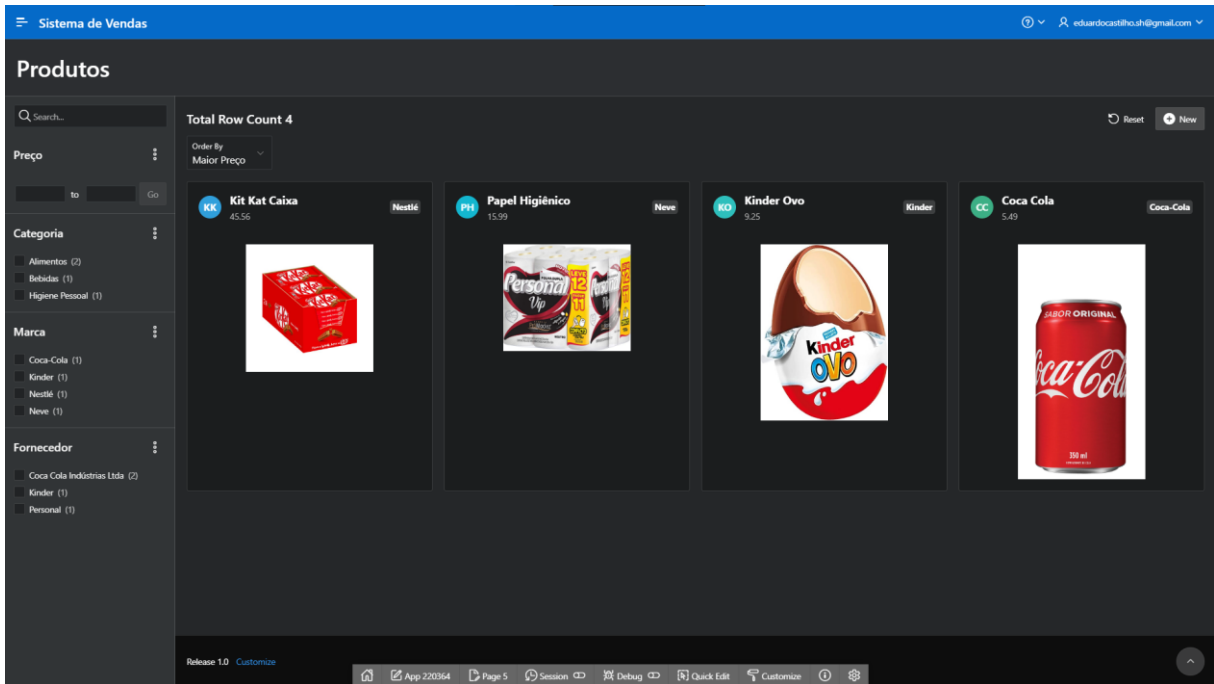 Sistema de Vendas
eduardocastilho.sh@gmail.com
Produtos
Search...
Preço
to
Go
Categoria
Alimentos (2)
Bebidas (1)
Higiene Pessoal (1)
Marca
Coca-Cola (1)
Kinder (1)
Nestlé (1)
Neve (1)
Fornecedor
Coca Cola Indústrias Ltda (2)
Kinder (1)
Personal (1)
Total Row Count 4
Reset
New
Order By
Maior Preço
KK
Kit Kat Caixa
45.56
Nestlé
PH
Papel Higiênico
15.99
Neve
Personal
Vip
LEVE
12
11
KO
Kinder Ovo
9.25
Kinder
Kinder
OVO
CC
Coca Cola
5.49
Coca-Cola
SABOR ORIGINAL
Coca-Cola
350 ml
Release 1.0 Customize
App 220364
Page 5
Session
Debug
Quick Edit
Customize